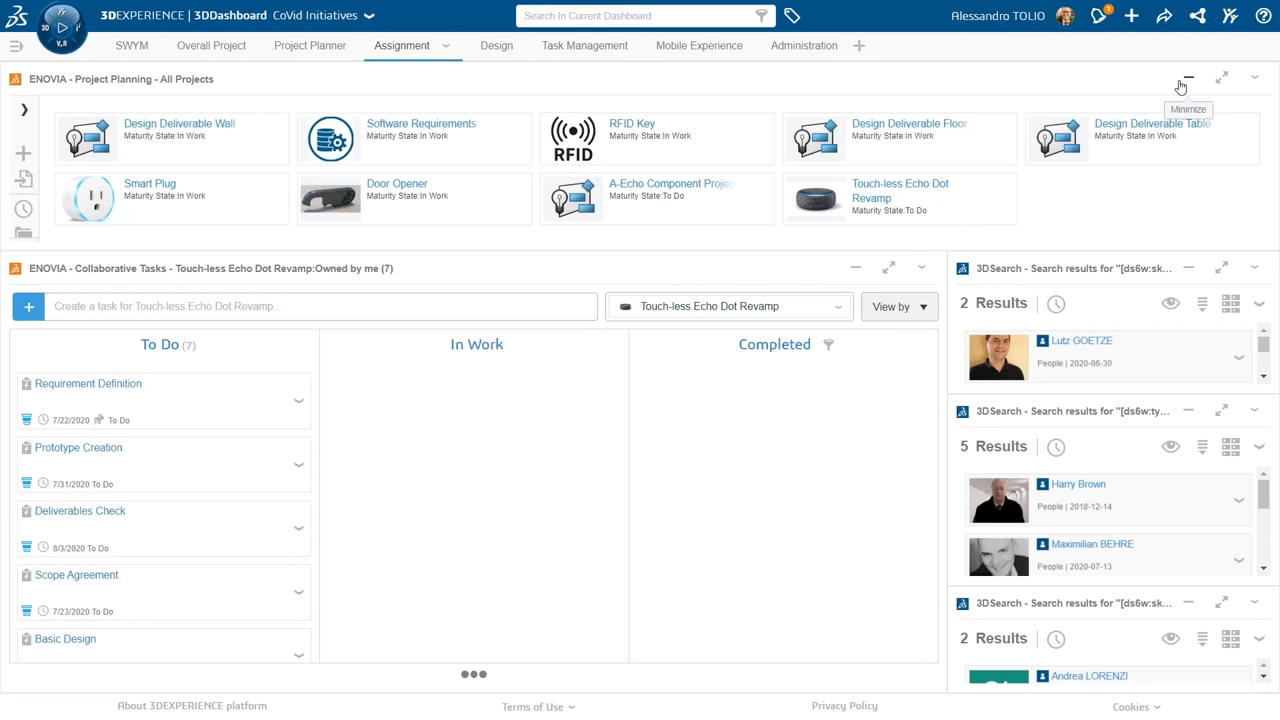 3DEXPERIENCE | 3DDashboard CoVid Initiatives
Search In Current Dashboard
Alessandro TOLIO
1
3D
V,R
SWYM
Overall Project
Project Planner
Assignment
Design
Task Management
Mobile Experience
Administration
ENOVIA - Project Planning - All Projects
Minimize
Design Deliverable Wall
Maturity State:In Work
Software Requirements
Maturity State:In Work
RFID
RFID Key
Maturity State:In Work
Design Deliverable Floor
Maturity State:In Work
Design Deliverable Table
Maturity State:In Work
Smart Plug
Maturity State:In Work
Door Opener
Maturity State:In Work
A-Echo Component Projec
Maturity State:To Do
Touch-less Echo Dot
Revamp
Maturity State:To Do
ENOVIA - Collaborative Tasks - Touch-less Echo Dot Revamp:Owned by me (7)
Create a task for Touch-less Echo Dot Revamp...
Touch-less Echo Dot Revamp
View by
To Do (7)
In Work
Completed
Requirement Definition
7/22/2020 To Do
Prototype Creation
7/31/2020 To Do
Deliverables Check
8/3/2020 To Do
Scope Agreement
7/23/2020 To Do
Basic Design
3DSearch - Search results for "[ds6w:sk...
2 Results
Lutz GOETZE
People | 2020-06-30
3DSearch - Search results for "[ds6w:ty...
5 Results
Harry Brown
People | 2018-12-14
Maximilian BEHRE
People | 2020-07-13
3DSearch - Search results for "[ds6w:sk...
2 Results
Andrea LORENZI
About 3DEXPERIENCE platform
Terms of Use
Privacy Policy
Cookies